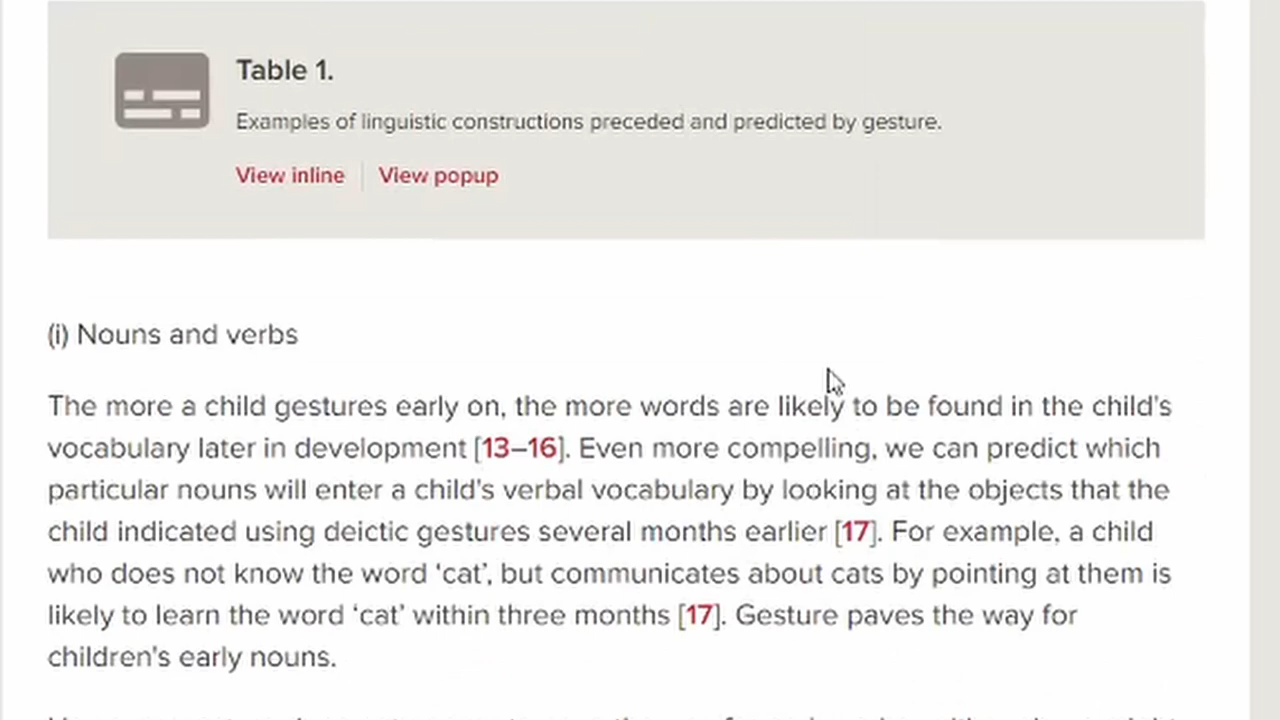 Table 1.
Examples of linguistic constructions preceded and predicted by gesture.
View inline View popup
(i) Nouns and verbs
The more a child gestures early on, the more words are likely to be found in the child's
vocabulary later in development [13–16]. Even more compelling, we can predict which
particular nouns will enter a child's verbal vocabulary by looking at the objects that the
child indicated using deictic gestures several months earlier [17]. For example, a child
who does not know the word ‘cat’, but communicates about cats by pointing at them is
likely to learn the word ‘cat’ within three months [17]. Gesture paves the way for
children's early nouns.